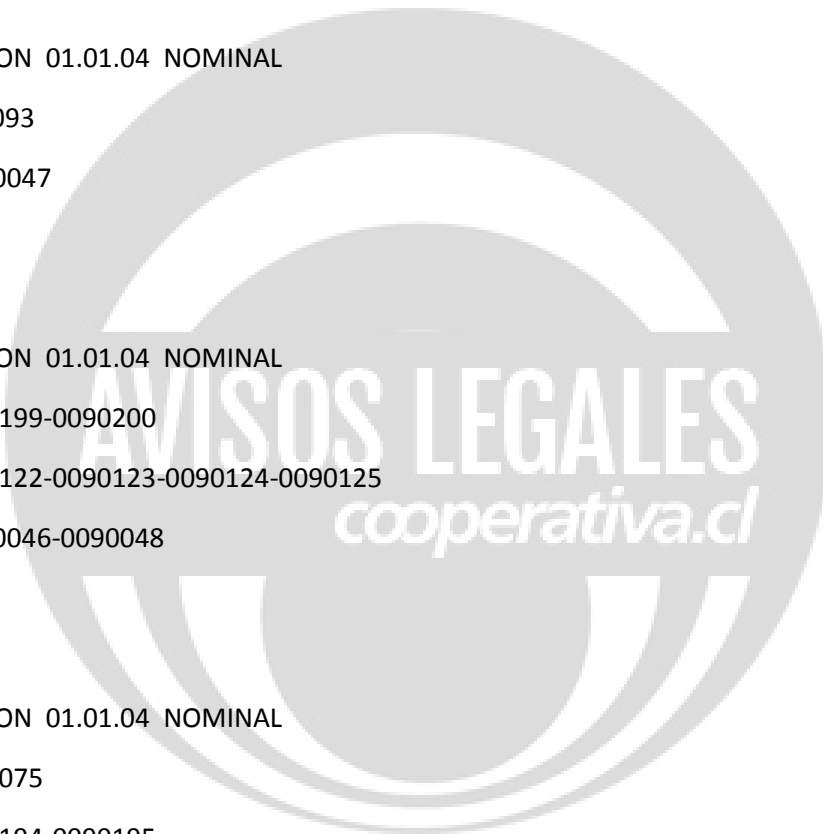 ON 01.01.04 NOMINAL
093
0047
ON 01.01.04 NOMINAL
199-0090200
AVISOS LEGALES
122-0090123-0090124-0090125
cooperativa.cl
0046-0090048
ON 01.01.04 NOMINAL
075